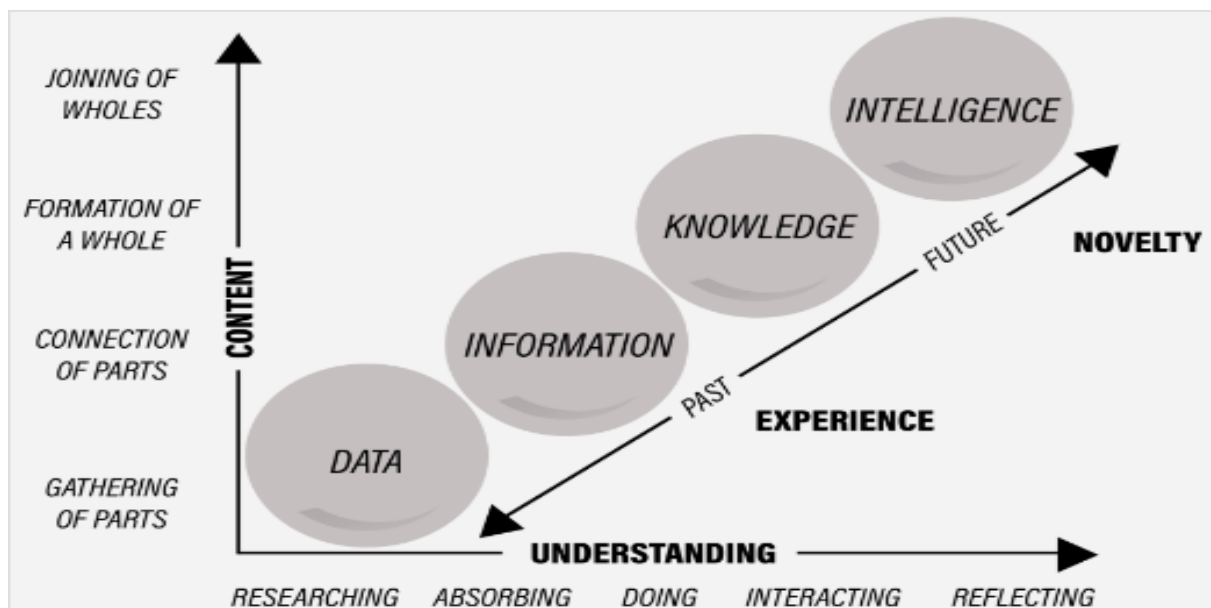 JOINING OF
WHOLES
INTELLIGENCE
FORMATION OF
A WHOLE
KNOWLEDGE
FUTURE
NOVELTY
CONTENT
CONNECTION
OF PARTS
INFORMATION
PAST
EXPERIENCE
DATA
GATHERING
OF PARTS
UNDERSTANDING
RESEARCHING ABSORBING DOING INTERACTING REFLECTING